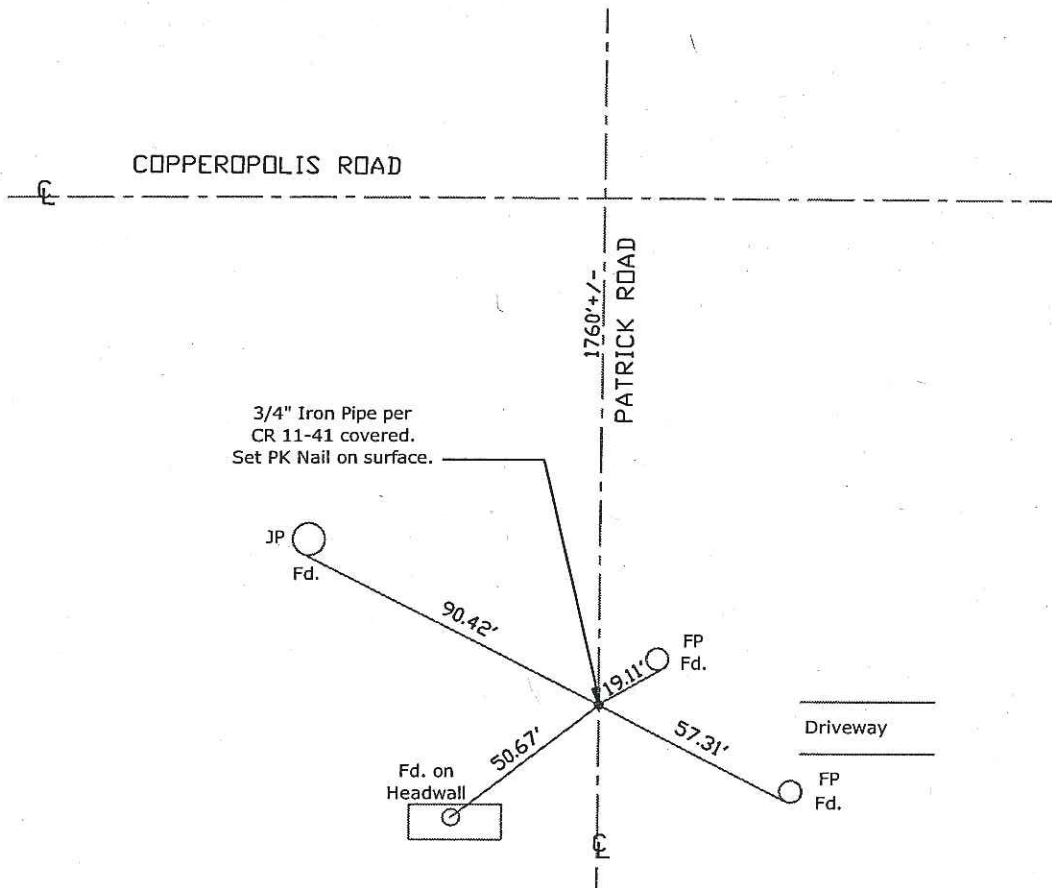 COPPEROPOLIS ROAD
℄
1760'+/-
PATRICK ROAD
3/4" Iron Pipe per
CR 11-41 covered.
Set PK Nail on surface.
JP
Fd.
90.42'
FP
Fd.
19.11'
50.67'
57.31'
Driveway
Fd. on
Headwall
FP
Fd.
℄